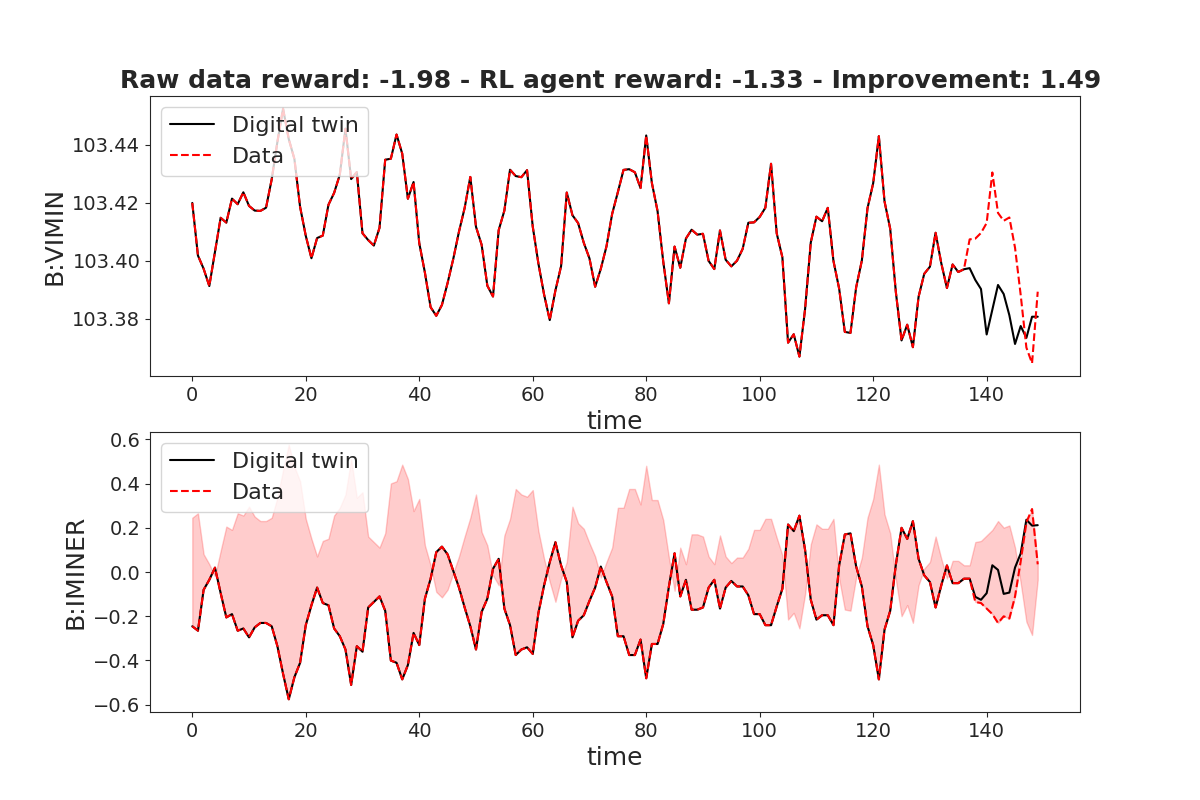 Raw data reward: -1.98 - RL agent reward: -1.33 - Improvement: 1.49
B:VIMIN
103.44
103.42
103.40
103.38
Digital twin
Data
0 20 40 60 80 100 120 140
time
B:IMINER
0.6
0.4
0.2
0.0
−0.2
−0.4
−0.6
Digital twin
Data
0 20 40 60 80 100 120 140
time